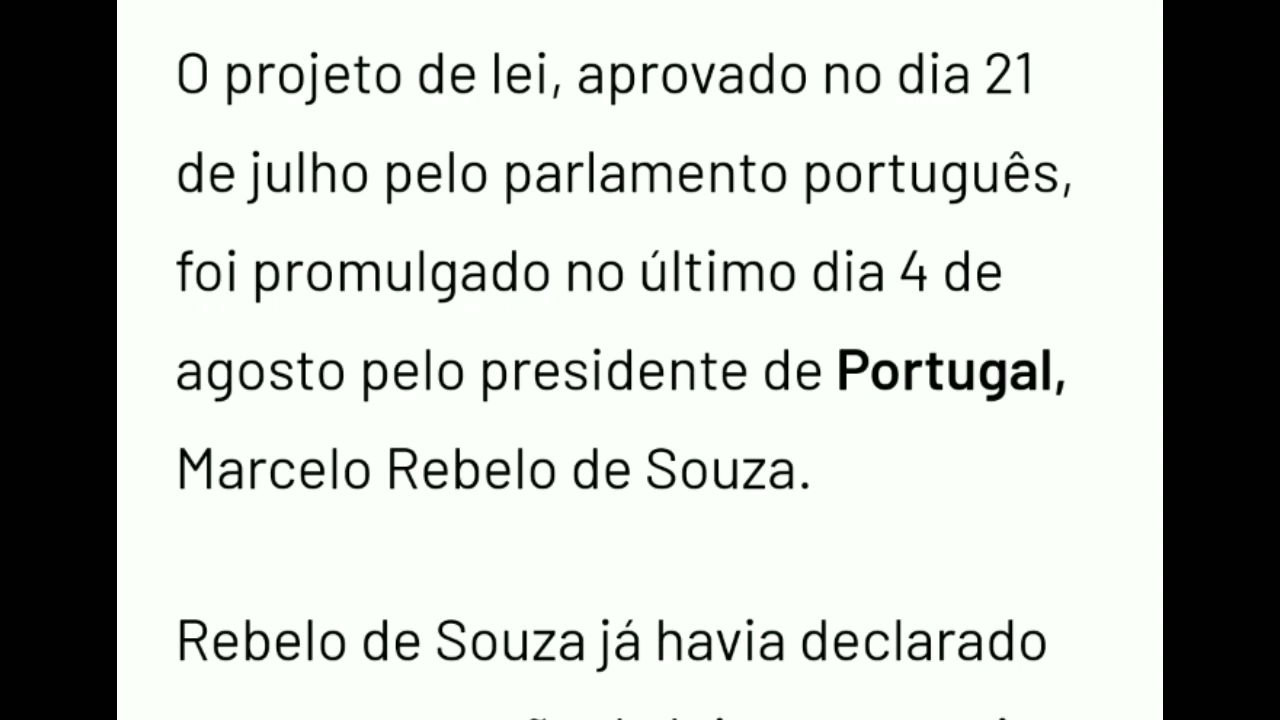 O projeto de lei, aprovado no dia 21
de julho pelo parlamento português,
foi promulgado no último dia 4 de
agosto pelo presidente de Portugal,
Marcelo Rebelo de Souza.
Rebelo de Souza já havia declarado